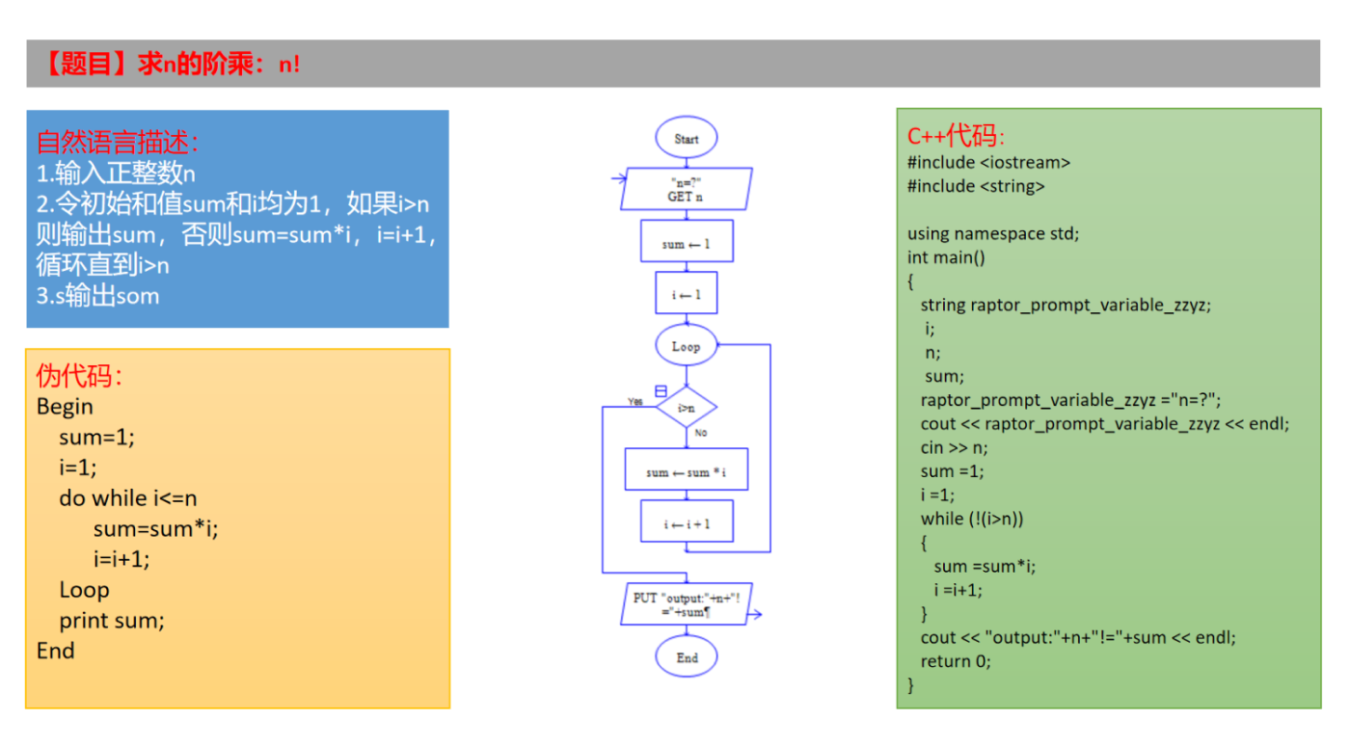 【题目】求n的阶乘：n!
自然语言描述：
1.输入正整数n
2.令初始和值sum和i均为1，如果i>n
则输出sum，否则sum=sum*i，i=i+1，
循环直到i>n
3.s输出som
伪代码：
Begin
sum=1;
i=1;
do while i<=n
sum=sum*i;
i=i+1;
Loop
print sum;
End
Start
"n=?"
GET n
sum ← 1
i ← 1
Loop
Yes
i>n
No
sum ← sum * i
i ← i + 1
PUT "output:"+n+"!
="+sum¶
End
C++代码：
#include <iostream>
#include <string>
using namespace std;
int main()
{
string raptor_prompt_variable_zzyz;
i;
n;
sum;
raptor_prompt_variable_zzyz ="n=?";
cout << raptor_prompt_variable_zzyz << endl;
cin >> n;
sum =1;
i =1;
while (!(i>n))
{
sum =sum*i;
i =i+1;
}
cout << "output:"+n+"!="+sum << endl;
return 0;
}